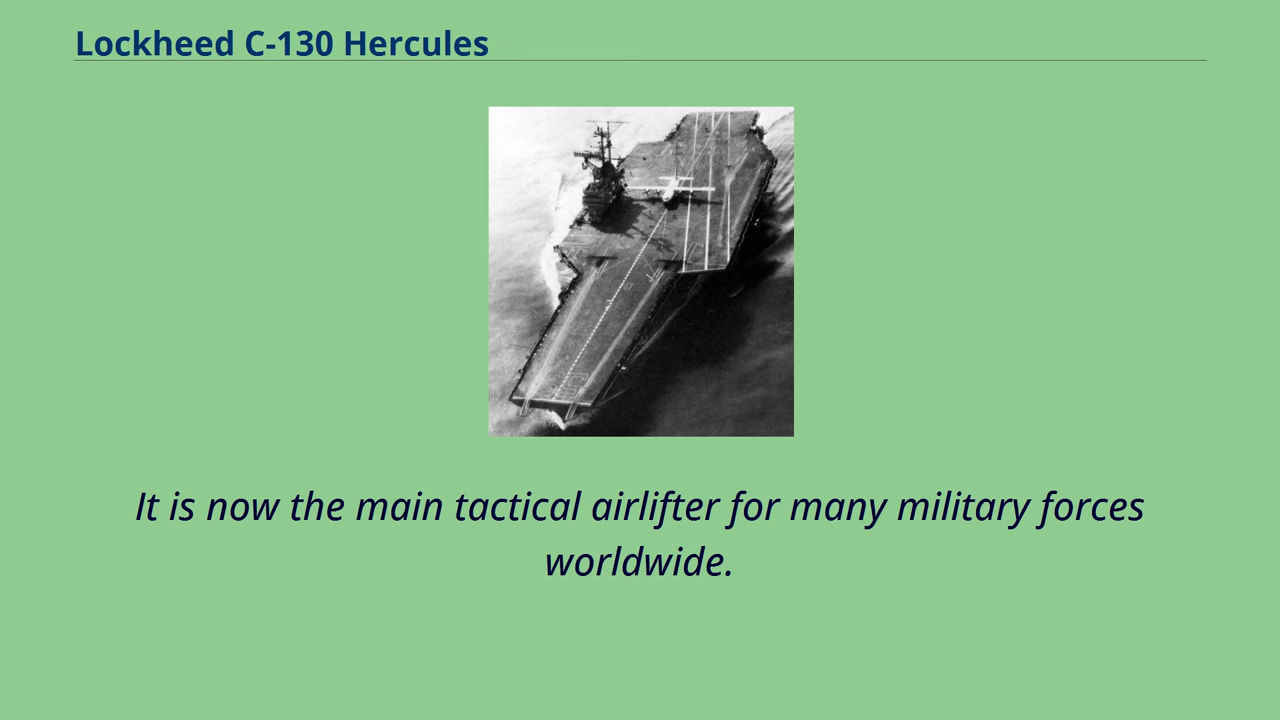 Lockheed C-130 Hercules
It is now the main tactical airlifter for many military forces
worldwide.